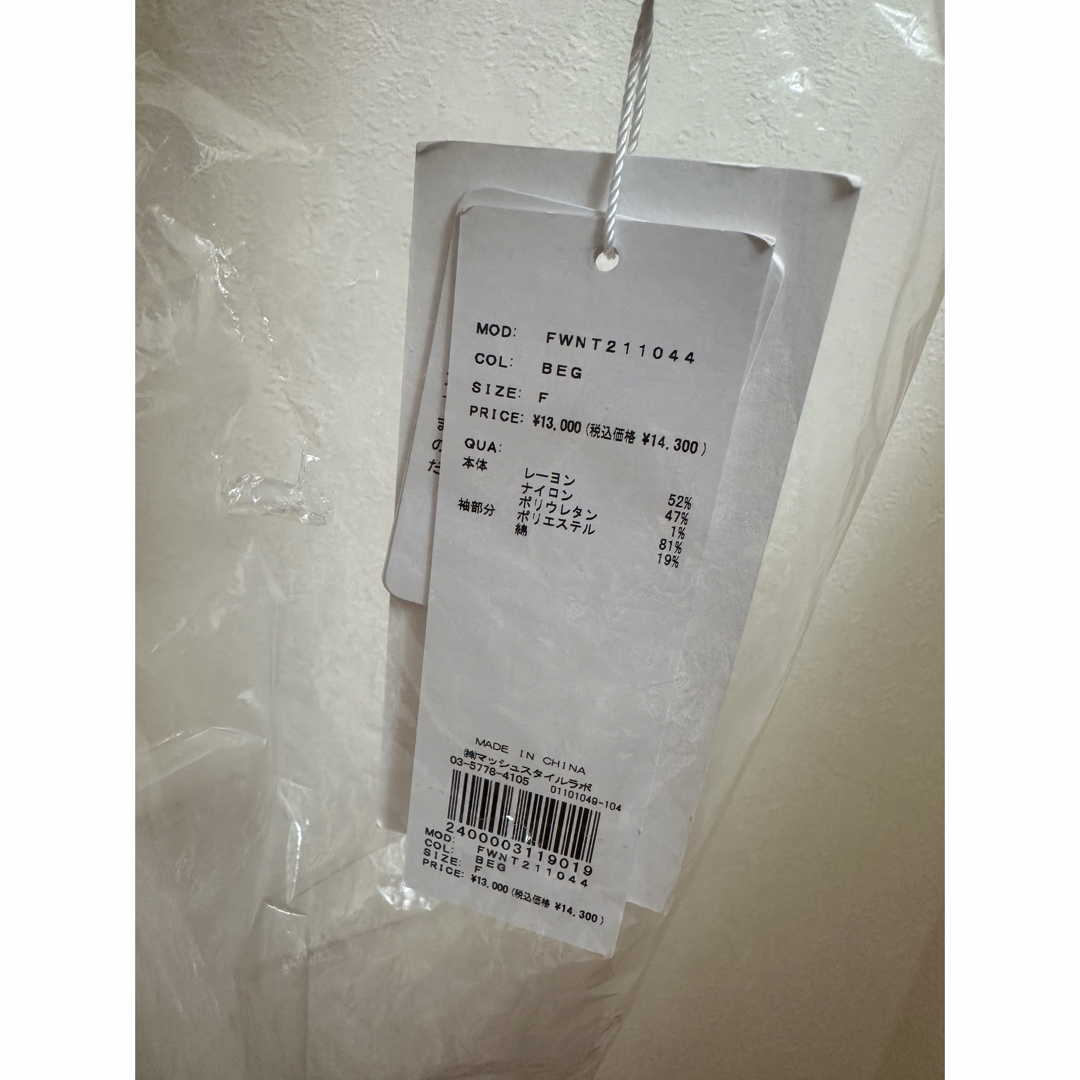 MOD: FWNT211044
COL: BEG
SIZE: F
PRICE: ¥13,000 (税込価格 ¥14,300)
QUA:
本体 レーヨン 52%
ナイロン 47%
ポリウレタン 1%
袖部分 ポリエステル 81%
綿 19%
MADE IN CHINA
㈱マッシュスタイルラボ
03-5778-4105 01101049-104
2400003119019
MOD: FWNT211044
COL: BEG
SIZE: F
PRICE: ¥13,000 (税込価格 ¥14,300)
の
だ